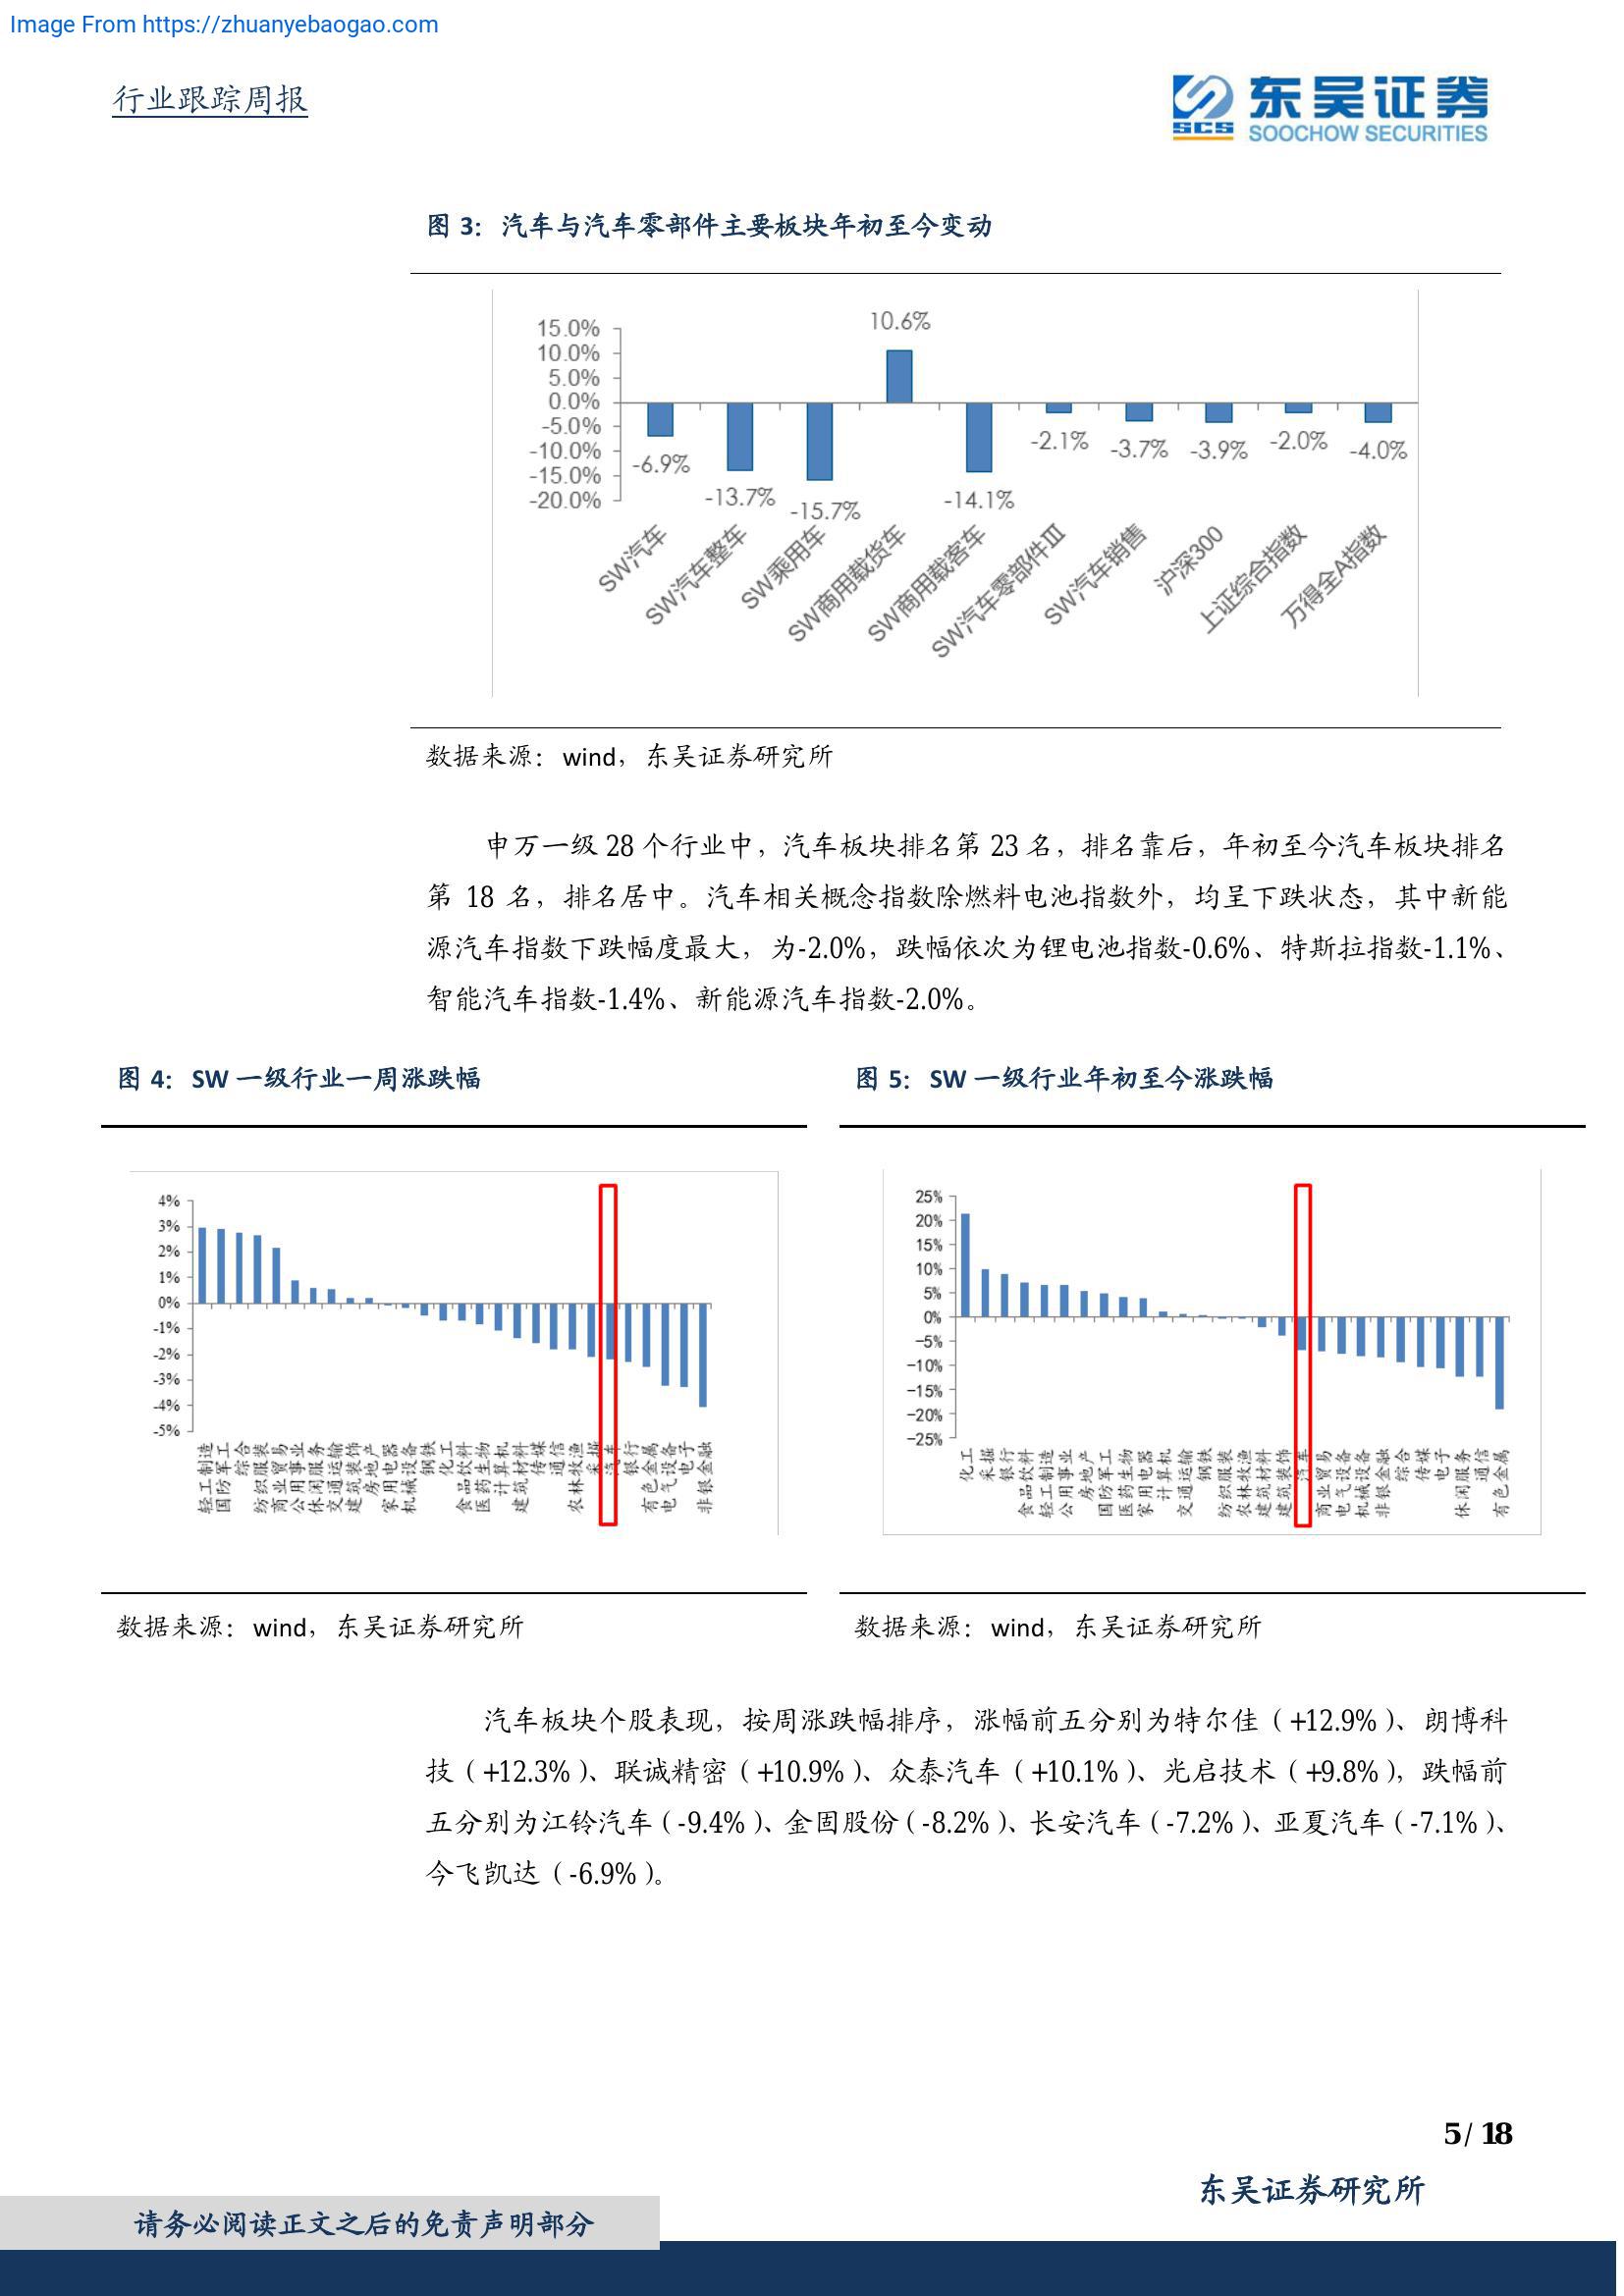 Image From https://zhuanyebaogao.com
行业跟踪周报
SCS
东吴证券
SOOCHOW SECURITIES
图 3：汽车与汽车零部件主要板块年初至今变动
15.0%
10.0%
5.0%
0.0%
-5.0%
-10.0%
-15.0%
-20.0%
-6.9%
-13.7%
-15.7%
10.6%
-14.1%
-2.1%
-3.7%
-3.9%
-2.0%
-4.0%
SW汽车
SW汽车整车
SW乘用车
SW商用载货车
SW商用载客车
SW汽车零部件III
SW汽车销售
沪深300
上证综合指数
万得全A指数
数据来源：wind，东吴证券研究所
申万一级 28 个行业中，汽车板块排名第 23 名，排名靠后，年初至今汽车板块排名
第 18 名，排名居中。汽车相关概念指数除燃料电池指数外，均呈下跌状态，其中新能
源汽车指数下跌幅度最大，为-2.0%，跌幅依次为锂电池指数-0.6%、特斯拉指数-1.1%、
智能汽车指数-1.4%、新能源汽车指数-2.0%。
图 4：SW 一级行业一周涨跌幅
4%
3%
2%
1%
0%
-1%
-2%
-3%
-4%
-5%
轻工制造
国防军工
综合
纺织服装
商业贸易
公用事业
休闲服务
交通运输
建筑装饰
房地产
家用电器
机械设备
钢铁
化工
食品饮料
医药生物
计算机
建筑材料
传媒
通信
农林牧渔
采掘
汽车
银行
有色金属
电气设备
电子
非银金融
图 5：SW 一级行业年初至今涨跌幅
25%
20%
15%
10%
5%
0%
-5%
-10%
-15%
-20%
-25%
化工
采掘
银行
食品饮料
轻工制造
公用事业
房地产
国防军工
医药生物
家用电器
计算机
交通运输
钢铁
纺织服装
农林牧渔
建筑材料
建筑装饰
汽车
商业贸易
电气设备
机械设备
非银金融
综合
传媒
电子
休闲服务
通信
有色金属
数据来源：wind，东吴证券研究所
数据来源：wind，东吴证券研究所
汽车板块个股表现，按周涨跌幅排序，涨幅前五分别为特尔佳（+12.9%）、朗博科
技（+12.3%）、联诚精密（+10.9%）、众泰汽车（+10.1%）、光启技术（+9.8%），跌幅前
五分别为江铃汽车（-9.4%）、金固股份（-8.2%）、长安汽车（-7.2%）、亚夏汽车（-7.1%）、
今飞凯达（-6.9%）。
5 / 18
东吴证券研究所
请务必阅读正文之后的免责声明部分